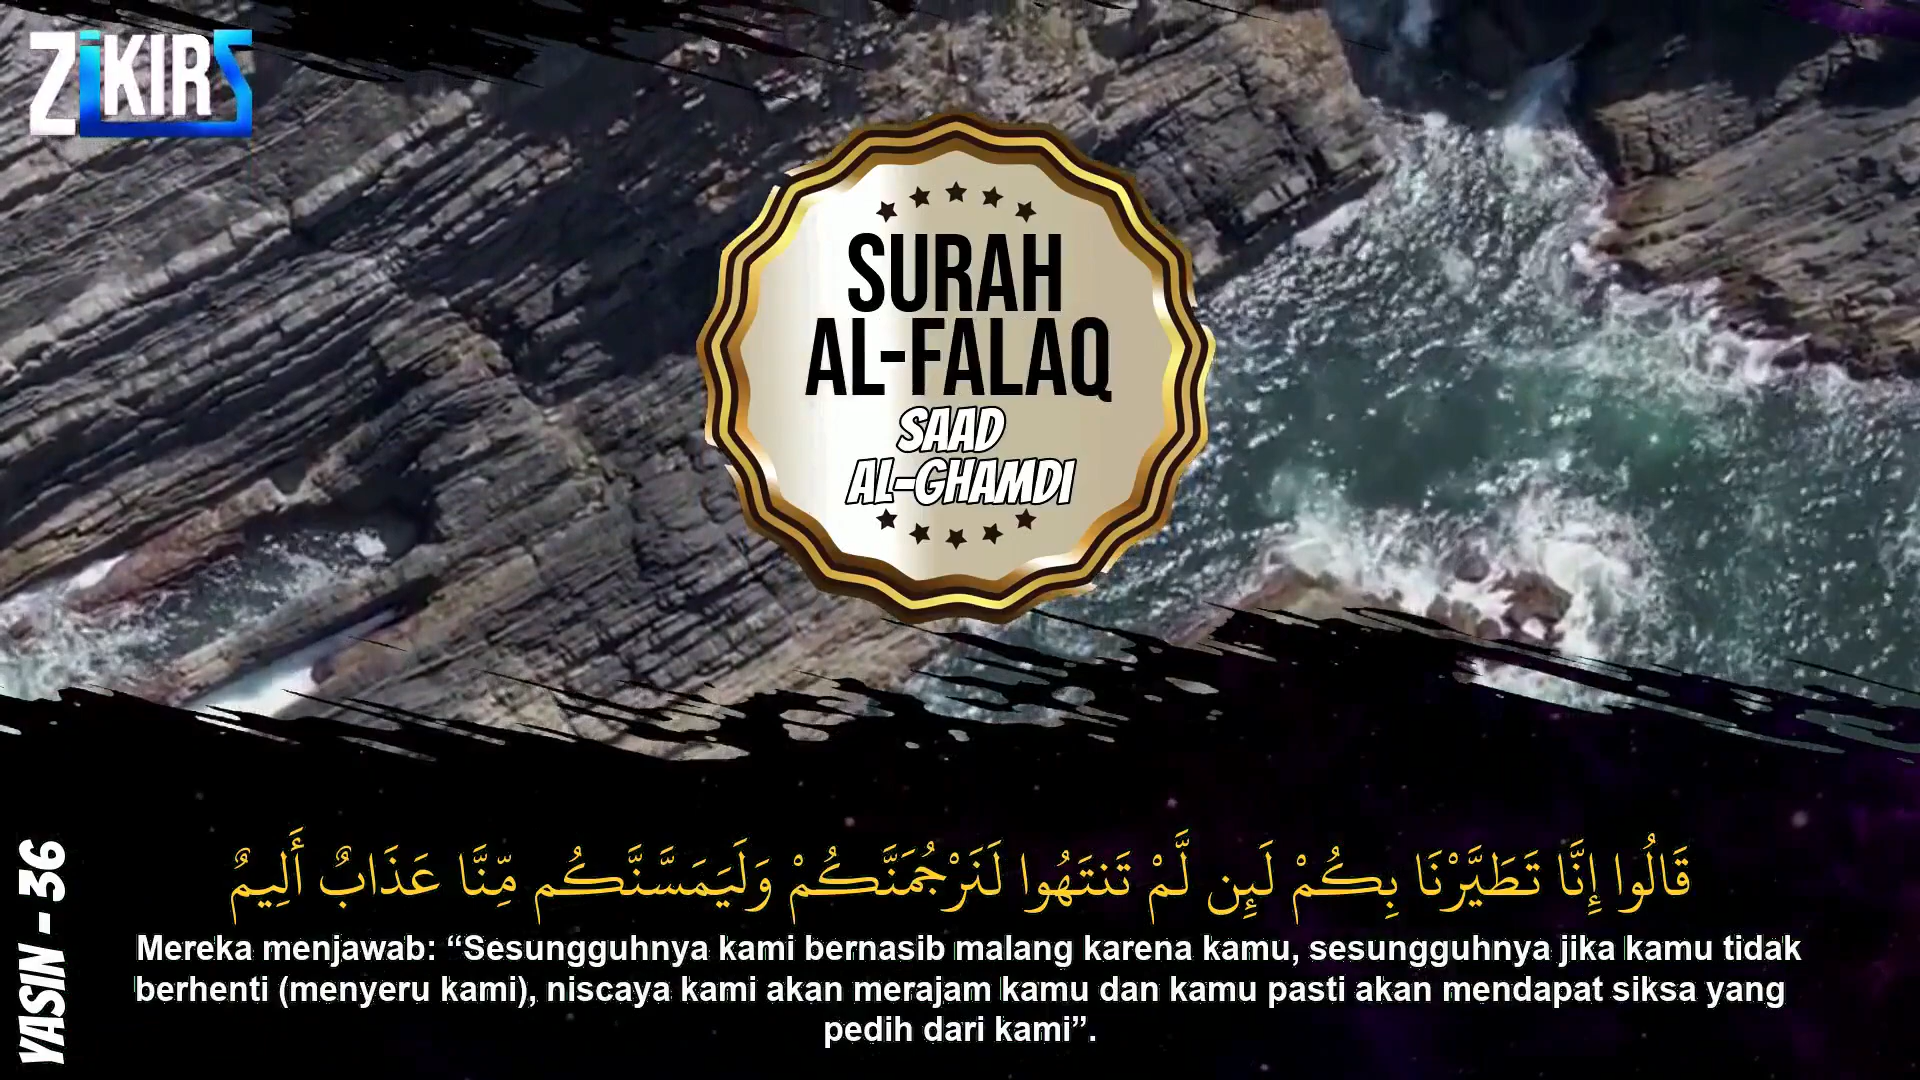 ZiKIRS
SURAH
AL-FALAQ
SAAD
AL-GHAMDI
YASIN - 36
قَالُوا إِنَّا تَطَيَّرْنَا بِكُمْ لَئِن لَّمْ تَنتَهُوا لَنَرْجُمَنَّكُمْ وَلَيَمَسَّنَّكُم مِّنَّا عَذَابٌ أَلِيمٌ
Mereka menjawab: “Sesungguhnya kami bernasib malang karena kamu, sesungguhnya jika kamu tidak
berhenti (menyeru kami), niscaya kami akan merajam kamu dan kamu pasti akan mendapat siksa yang
pedih dari kami”.